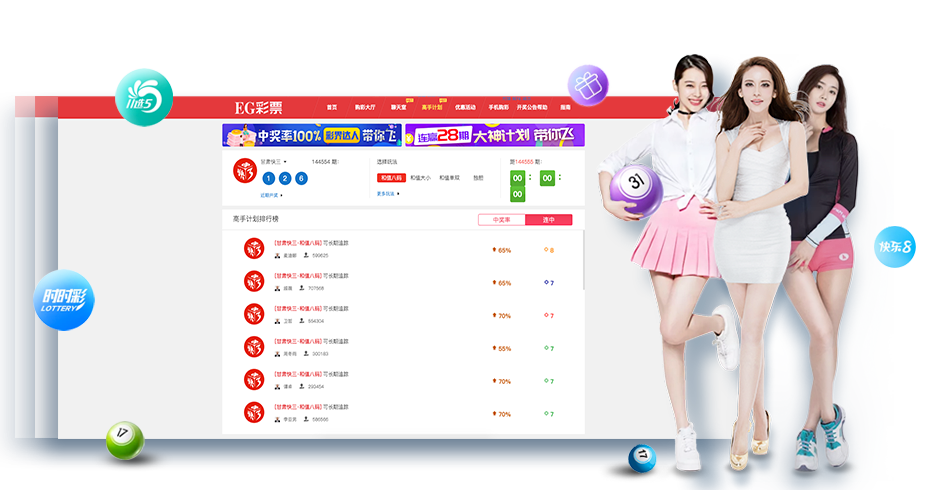 11选5
EG彩票
首页 购彩大厅 聊天室 高手计划 优惠活动 手机购彩 开奖公告帮助 指南
中奖率100% 彩界达人 带你飞
连赢28期 大神计划 带你飞
甘肃快三 144554 期:
选择玩法
距144555 期:
1 2 6
和值八码 和值大小 和值单双 独胆
00 : 00 :
00
近期开奖
更多玩法
高手计划排行榜
中奖率 连中
[甘肃快三-和值八码] 可长期追踪
599625
65%
8
[甘肃快三-和值八码] 可长期追踪
707568
65%
7
[甘肃快三-和值八码] 可长期追踪
894304
70%
7
[甘肃快三-和值八码] 可长期追踪
300183
55%
7
[甘肃快三-和值八码] 可长期追踪
293454
70%
7
[甘肃快三-和值八码] 可长期追踪
586565
70%
7
时时彩
LOTTERY
快乐8
31
17
17